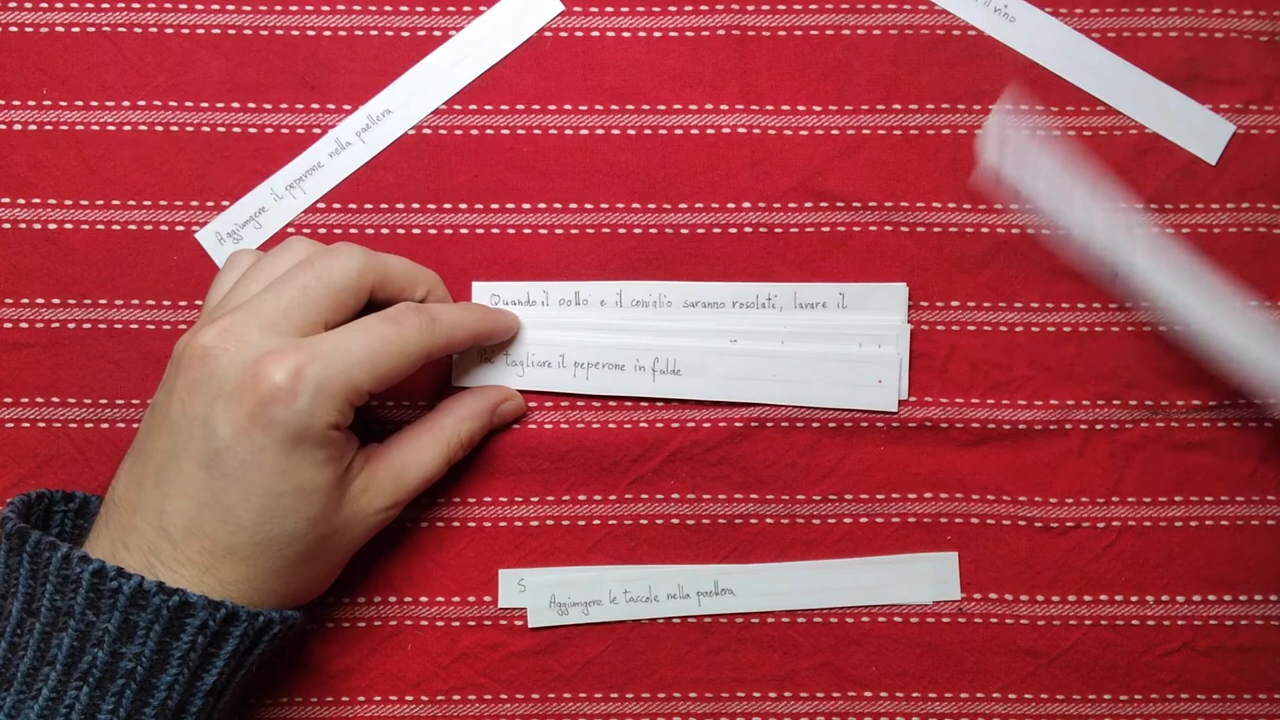 il vino
Aggiungere il peperone nella paellera
Quando il pollo e il coniglio saranno rosolati, lavare il
Poi tagliare il peperone in falde
S
Aggiungere le taccole nella paellera